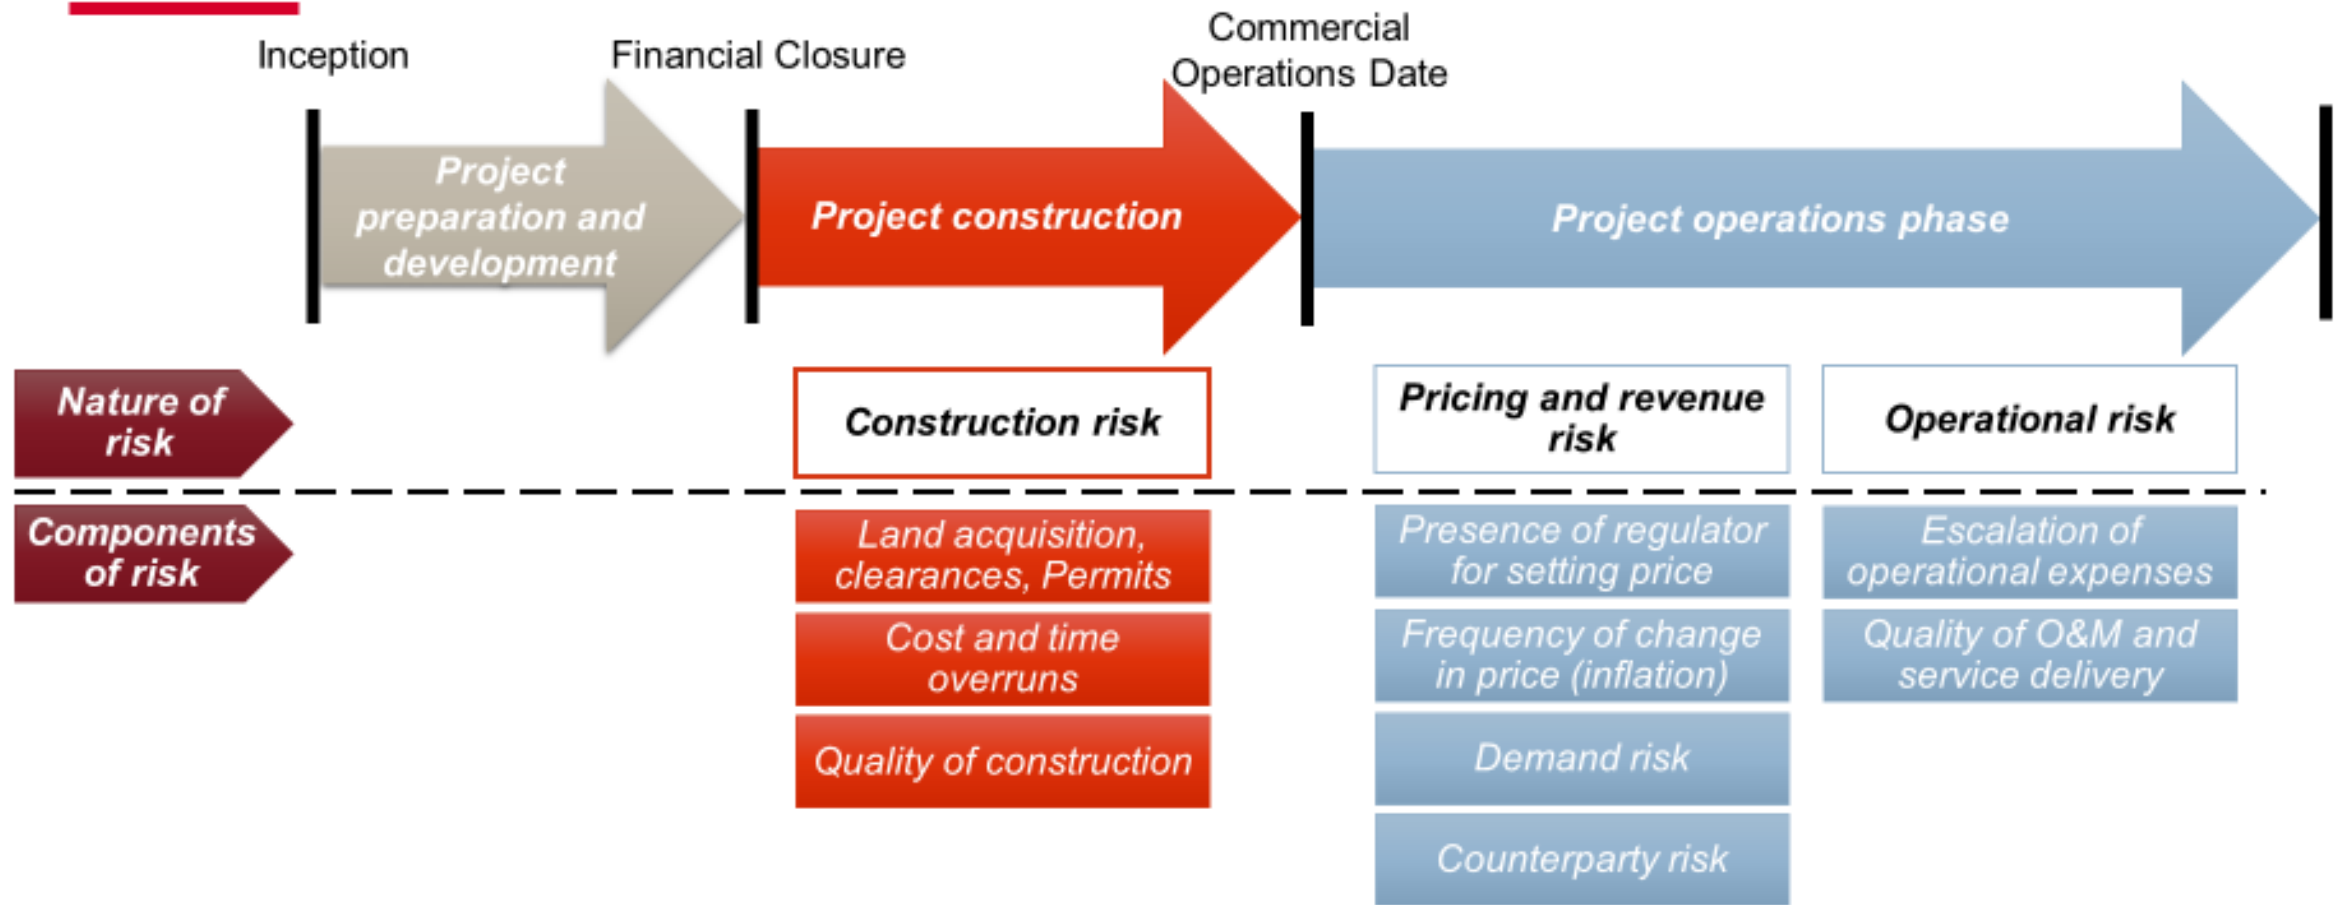 Inception
Financial Closure
Commercial
Operations Date
Project
preparation and
development
Project construction
Project operations phase
Nature of
risk
Construction risk
Pricing and revenue
risk
Operational risk
Components
of risk
Land acquisition,
clearances, Permits
Cost and time
overruns
Quality of construction
Presence of regulator
for setting price
Frequency of change
in price (inflation)
Demand risk
Counterparty risk
Escalation of
operational expenses
Quality of O&M and
service delivery